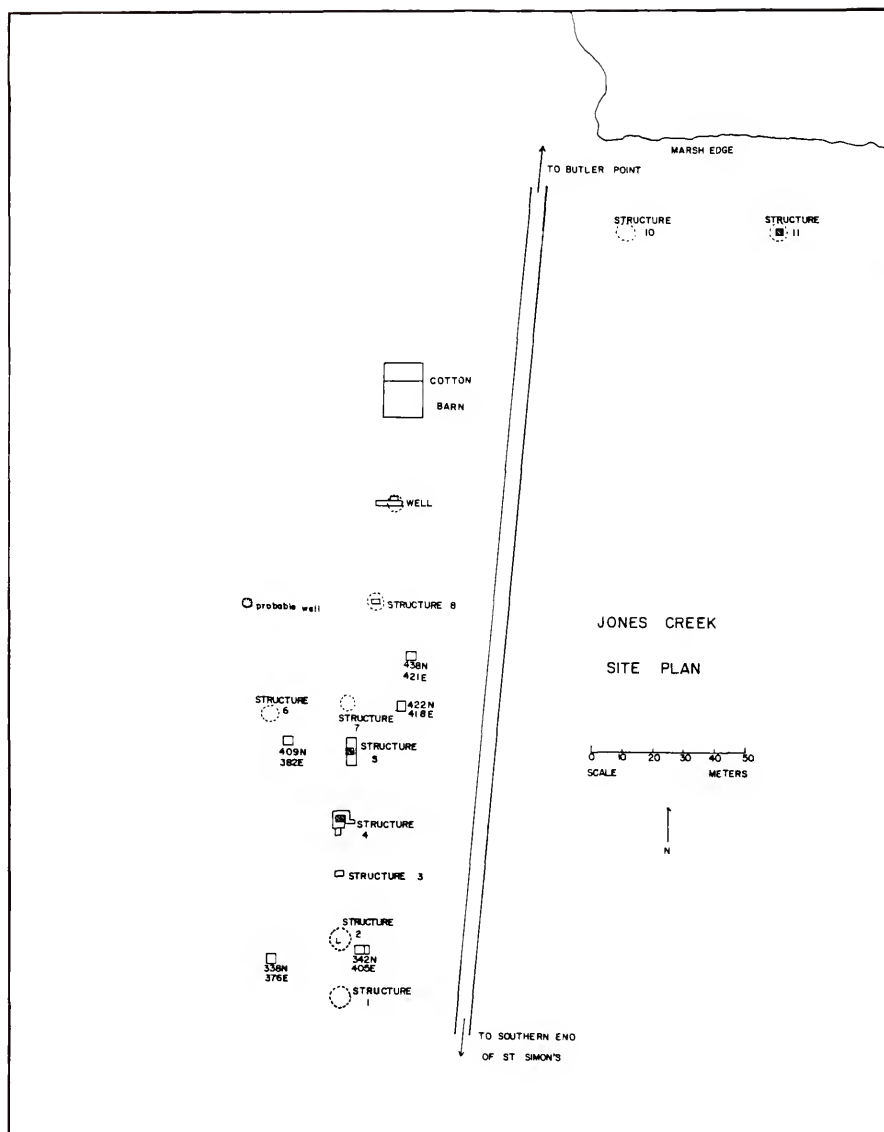 MARSH EDGE
TO BUTLER POINT
STRUCTURE
10
STRUCTURE
11
COTTON
BARN
WELL
probable well
STRUCTURE 8
JONES CREEK
SITE PLAN
438N
421E
STRUCTURE
6
STRUCTURE
7
422N
418E
409N
382E
STRUCTURE
5
0 10 20 30 40 50
SCALE METERS
N
STRUCTURE
4
STRUCTURE 3
STRUCTURE
2
L
338N
376E
342N
405E
STRUCTURE
1
TO SOUTHERN END
OF ST SIMON'S